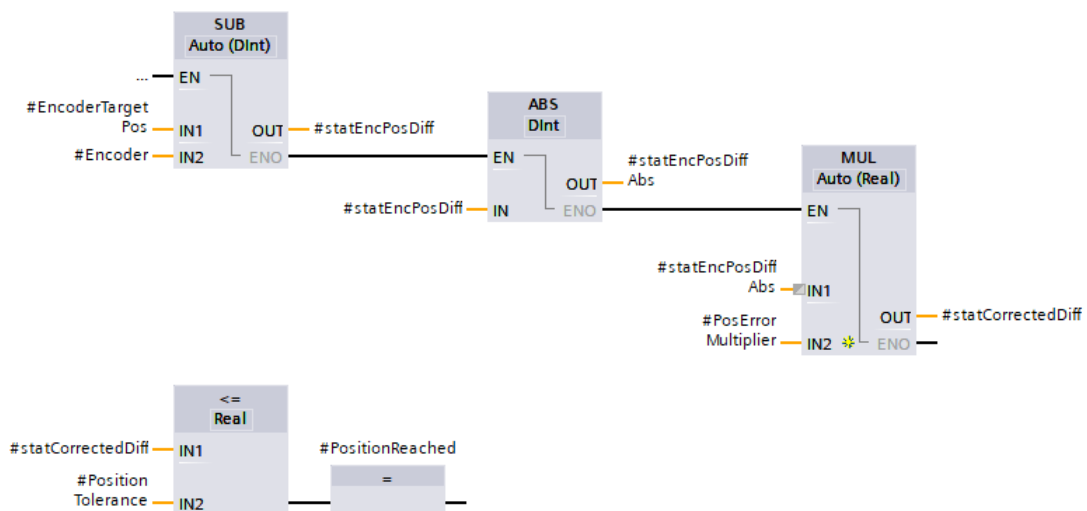 SUB
Auto (DInt)
...
EN
#EncoderTarget
Pos
IN1
OUT
#statEncPosDiff
#Encoder
IN2
ENO
ABS
DInt
EN
#statEncPosDiff
Abs
OUT
#statEncPosDiff
IN
ENO
MUL
Auto (Real)
EN
#statEncPosDiff
Abs
IN1
OUT
#statCorrectedDiff
#PosError
Multiplier
IN2
ENO
<=
Real
#statCorrectedDiff
IN1
#PositionReached
=
#Position
Tolerance
IN2